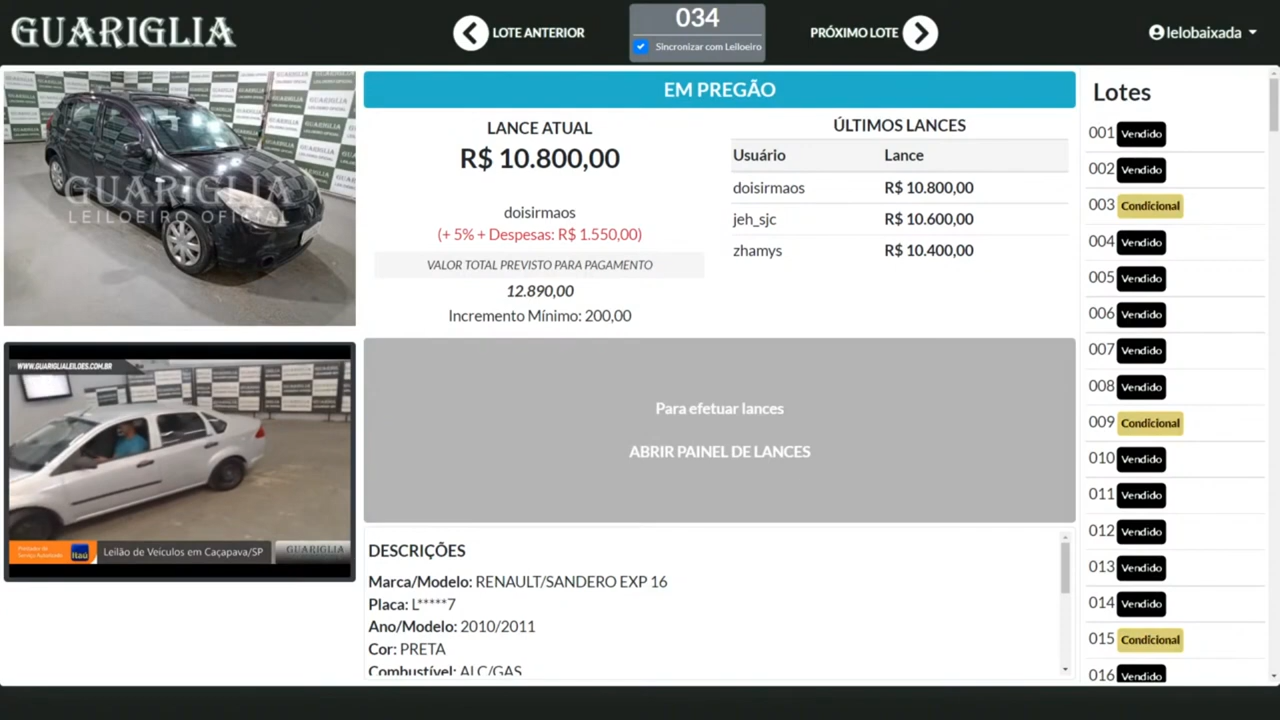 GUARIGLIA
LOTE ANTERIOR
034
Sincronizar com Leiloeiro
PRÓXIMO LOTE
lelobaixada
GUARIGLIA
LEILOEIRO OFICIAL
WWW.GUARIGLIALEILOES.COM.BR
Itaú
Leilão de Veículos em Caçapava/SP
GUARIGLIA
EM PREGÃO
LANCE ATUAL
R$ 10.800,00
doisirmaos
(+ 5% + Despesas: R$ 1.550,00)
VALOR TOTAL PREVISTO PARA PAGAMENTO
12.890,00
Incremento Mínimo: 200,00
ÚLTIMOS LANCES
Usuário Lance
doisirmaos R$ 10.800,00
jeh_sjc R$ 10.600,00
zhamys R$ 10.400,00
Para efetuar lances
ABRIR PAINEL DE LANCES
DESCRIÇÕES
Marca/Modelo: RENAULT/SANDERO EXP 16
Placa: L*****7
Ano/Modelo: 2010/2011
Cor: PRETA
Combustível: ALC/GAS
Lotes
001 Vendido
002 Vendido
003 Condicional
004 Vendido
005 Vendido
006 Vendido
007 Vendido
008 Vendido
009 Condicional
010 Vendido
011 Vendido
012 Vendido
013 Vendido
014 Vendido
015 Condicional
016 Vendido